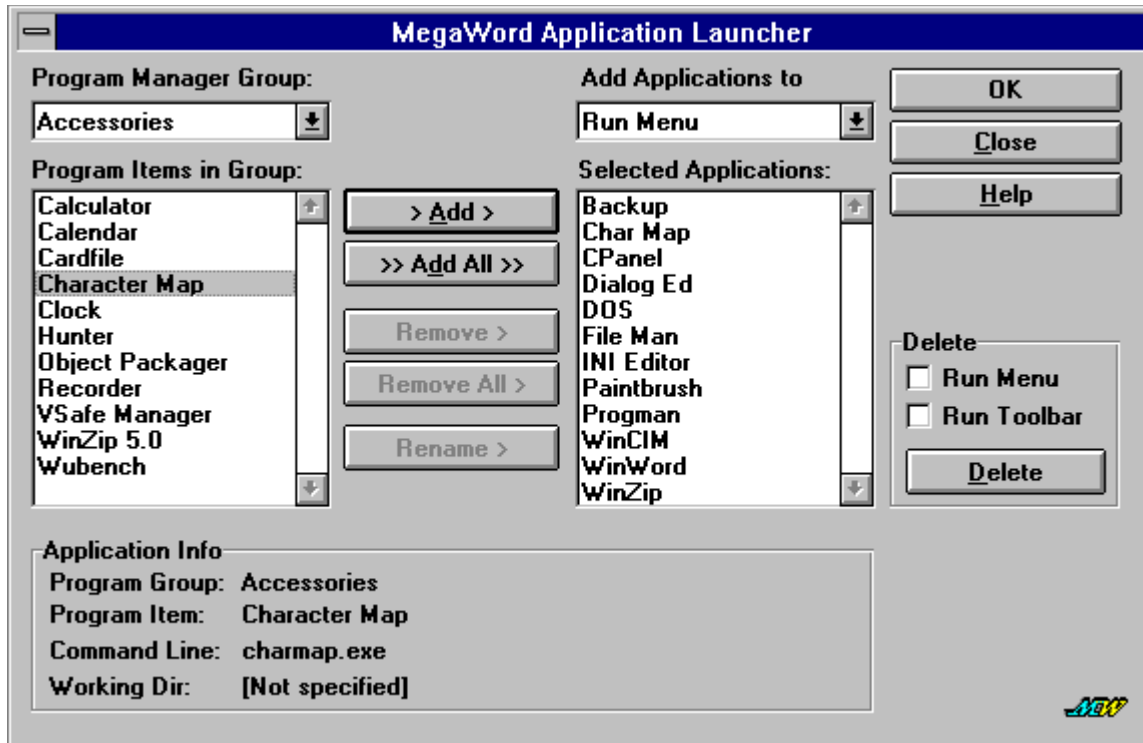 MegaWord Application Launcher
Program Manager Group:
Accessories
Program Items in Group:
Calculator
Calendar
Cardfile
Character Map
Clock
Hunter
Object Packager
Recorder
VSafe Manager
WinZip 5.0
Wubench
> Add >
>> Add All >>
Remove >
Remove All >
Rename >
Add Applications to
Run Menu
Selected Applications:
Backup
Char Map
CPanel
Dialog Ed
DOS
File Man
INI Editor
Paintbrush
Progman
WinCIM
WinWord
WinZip
OK
Close
Help
Delete
Run Menu
Run Toolbar
Delete
Application Info
Program Group: Accessories
Program Item: Character Map
Command Line: charmap.exe
Working Dir: [Not specified]